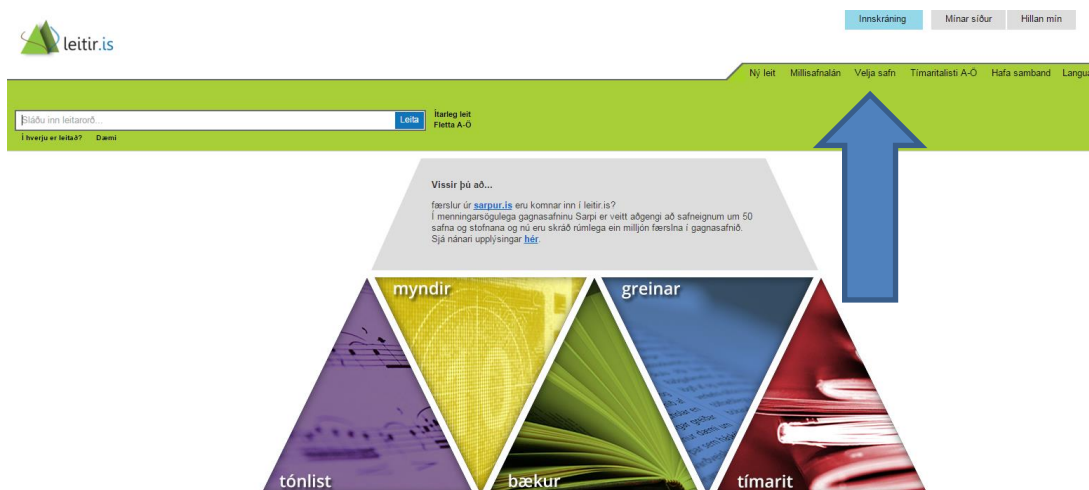 Innskráning Mínar síður Hillan mín
leitir.is
Ný leit Millisafnalán Velja safn Tímaritalisti A-Ö Hafa samband Langua
Sláðu inn leitarorð... Leita Ítarleg leit
Fletta A-Ö
Í hverju er leitað? Dæmi
Vissir þú að...
færslur úr sarpur.is eru komnar inn í leitir.is?
Í menningarsögulega gagnasafninu Sarpi er veitt aðgengi að safneignum um 50
safna og stofnana og nú eru skráð rúmlega ein milljón færslna í gagnasafnið.
Sjá nánari upplýsingar hér.
myndir greinar
tónlist bækur tímarit